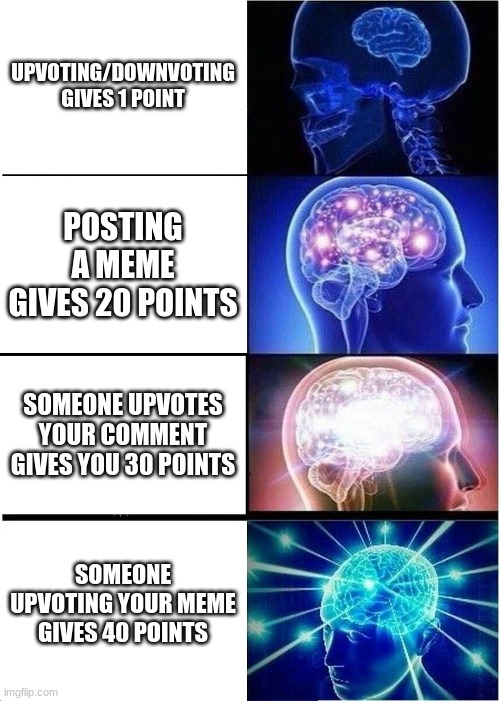 UPVOTING/DOWNVOTING
GIVES 1 POINT
POSTING
A MEME
GIVES 20 POINTS
SOMEONE UPVOTES
YOUR COMMENT
GIVES YOU 30 POINTS
SOMEONE
UPVOTING YOUR MEME
GIVES 40 POINTS
imgflip.com